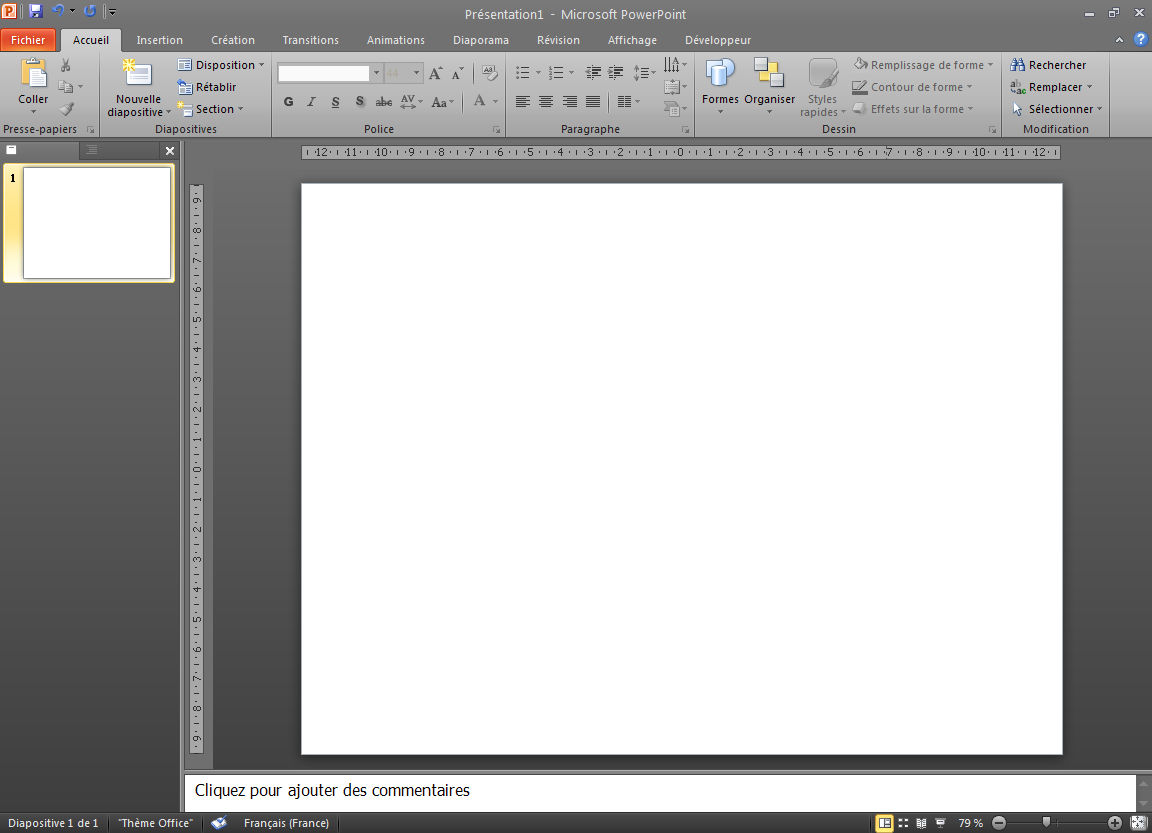 Présentation1 - Microsoft PowerPoint
Fichier Accueil Insertion Création Transitions Animations Diaporama Révision Affichage Développeur
Coller
Presse-papiers
Nouvelle diapositive
Disposition
Rétablir
Section
Diapositives
44
G I S S abc AV Aa A
Police
Paragraphe
Formes Organiser Styles rapides
Remplissage de forme
Contour de forme
Effets sur la forme
Dessin
Rechercher
Remplacer
Sélectionner
Modification
12 11 10 9 8 7 6 5 4 3 2 1 0 1 2 3 4 5 6 7 8 9 10 11 12
1
9 8 7 6 5 4 3 2 1 0 1 2 3 4 5 6 7 8 9
Cliquez pour ajouter des commentaires
Diapositive 1 de 1 "Thème Office" Français (France) 79 %